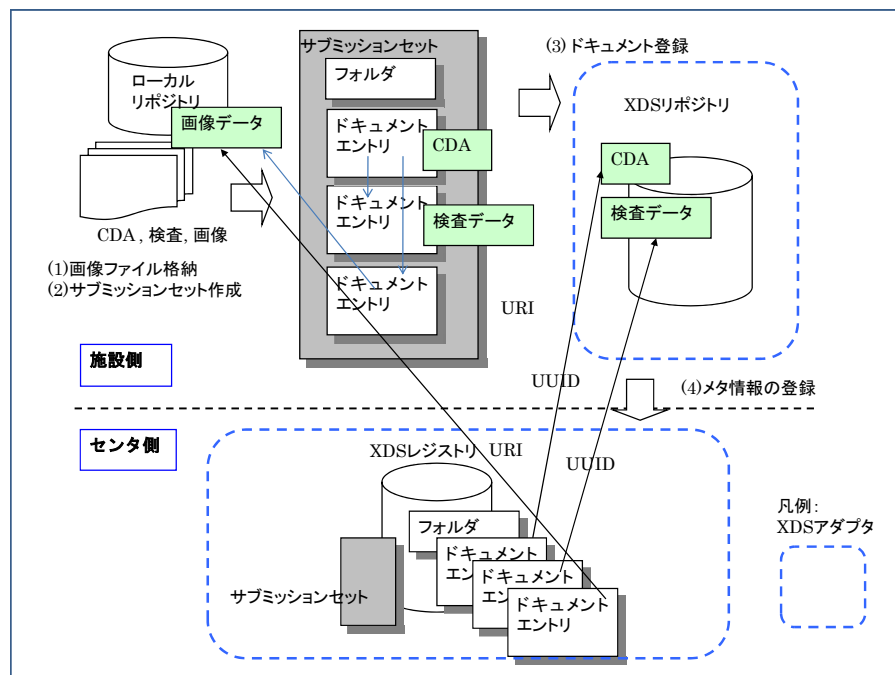 サブミッションセット
フォルダ
ドキュメント
エントリ
CDA
ドキュメント
エントリ
検査データ
ドキュメント
エントリ
ローカル
リポジトリ
画像データ
CDA , 検査, 画像
(1)画像ファイル格納
(2)サブミッションセット作成
URI
(3) ドキュメント登録
XDSリポジトリ
CDA
検査データ
施設側
UUID
(4)メタ情報の登録
センタ側
XDSレジストリ
URI
UUID
フォルダ
ドキュメント
エン
ドキュメント
エン
ドキュメント
エントリ
サブミッションセット
凡例:
XDSアダプタ